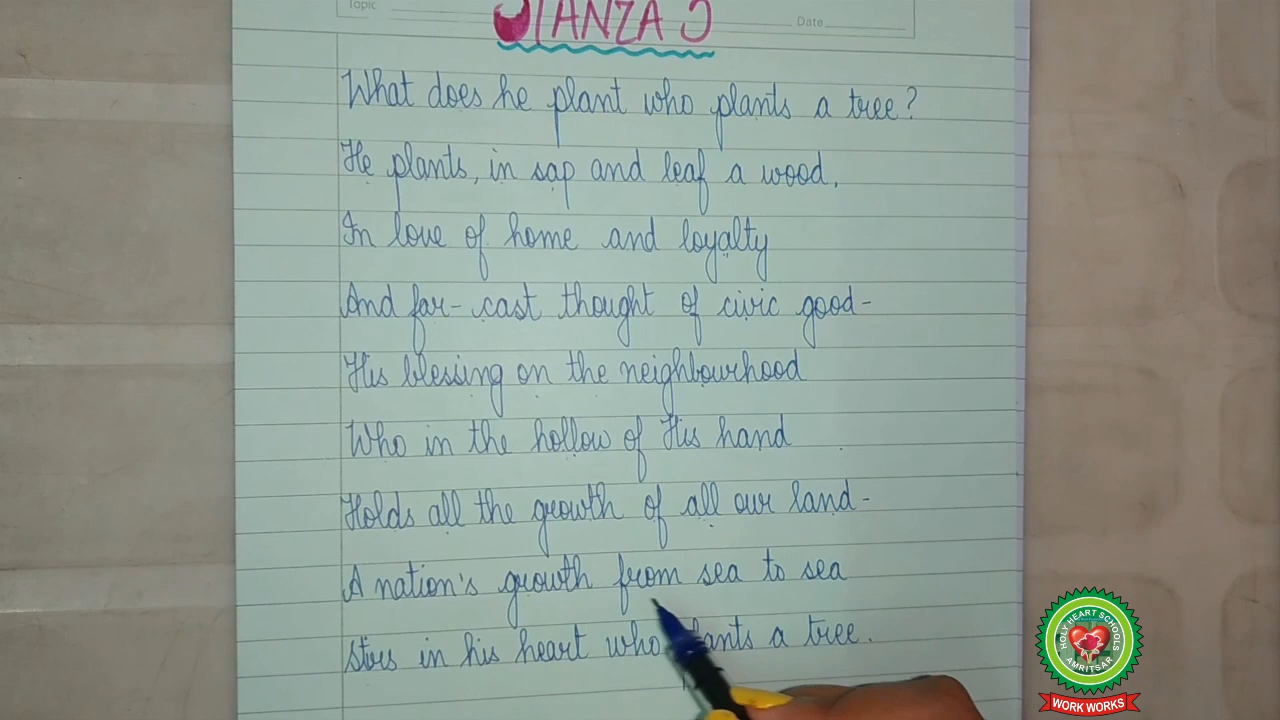 Topic
Date
STANZA 3
What does he plant who plants a tree?
He plants, in sap and leaf a wood,
In love of home and loyalty
And far-cast thought of civic good-
His blessing on the neighbourhood
Who in the hollow of His hand
Holds all the growth of all our land-
A nation's growth from sea to sea
Stirs in his heart who plants a tree.
HOLY HEART SCHOOLS
AMRITSAR
WORK WORKS